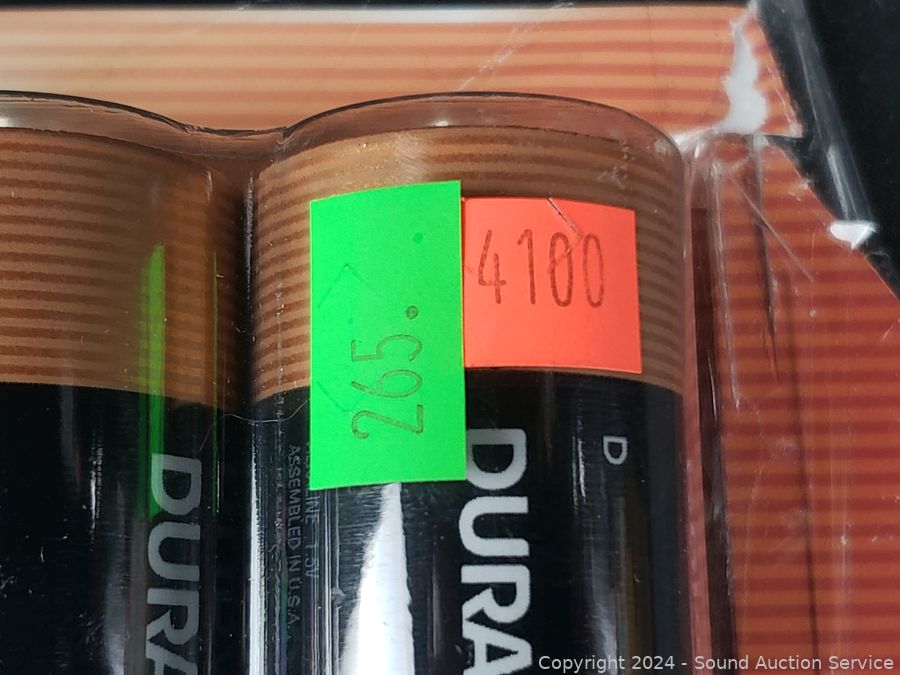 4100
265.
D
DURA
DURA
ASSEMBLED IN U.S.A.
Copyright 2024 - Sound Auction Service